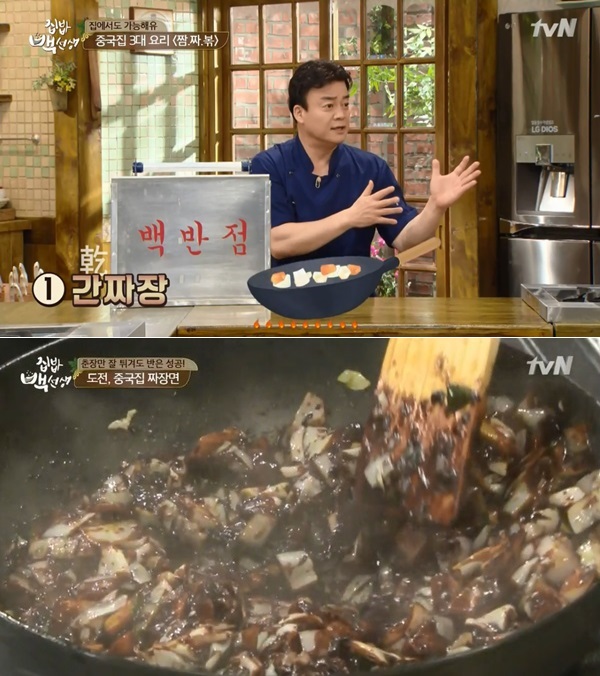 집밥
백선생
집에서도 가능해유
중국집 3대 요리 <짬.짜.볶>
tvN
LG DIOS
백반점
乾
1 간짜장
집밥
백선생
춘장만 잘 튀겨도 반은 성공!
도전, 중국집 짜장면
tvN